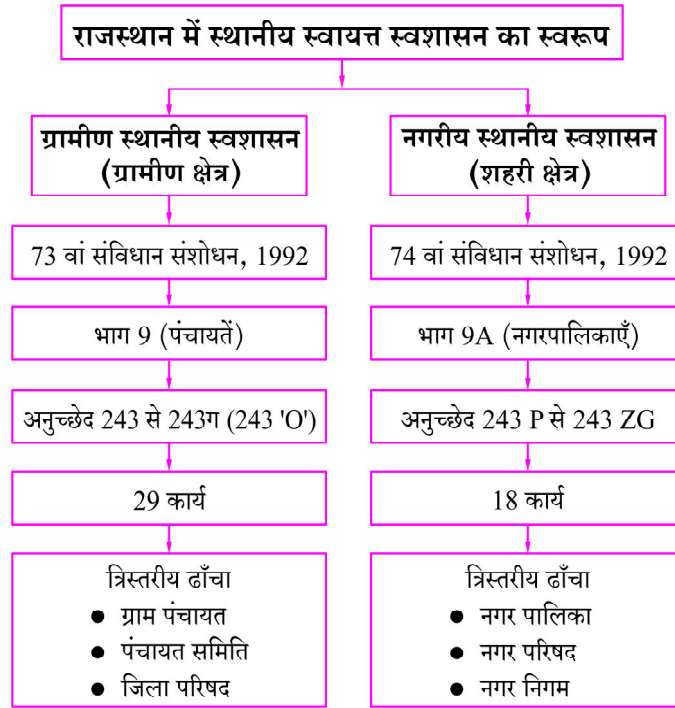 राजस्थान में स्थानीय स्वायत्त स्वशासन का स्वरूप
ग्रामीण स्थानीय स्वशासन
(ग्रामीण क्षेत्र)
73 वां संविधान संशोधन, 1992
भाग 9 (पंचायतें)
अनुच्छेद 243 से 243ग (243 'O')
29 कार्य
त्रिस्तरीय ढाँचा
● ग्राम पंचायत
● पंचायत समिति
● जिला परिषद
नगरीय स्थानीय स्वशासन
(शहरी क्षेत्र)
74 वां संविधान संशोधन, 1992
भाग 9A (नगरपालिकाएँ)
अनुच्छेद 243 P से 243 ZG
18 कार्य
त्रिस्तरीय ढाँचा
● नगर पालिका
● नगर परिषद
● नगर निगम